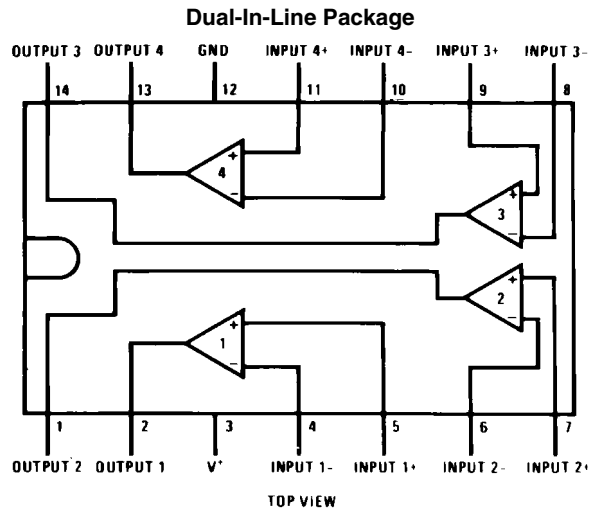 Dual-In-Line Package
OUTPUT 3 OUTPUT 4 GND INPUT 4+ INPUT 4- INPUT 3+ INPUT 3-
14 13 12 11 10 9 8
+
4
-
+
3
-
+
2
-
+
1
-
1 2 3 4 5 6 7
OUTPUT 2 OUTPUT 1 V+ INPUT 1- INPUT 1+ INPUT 2- INPUT 2+
TOP VIEW